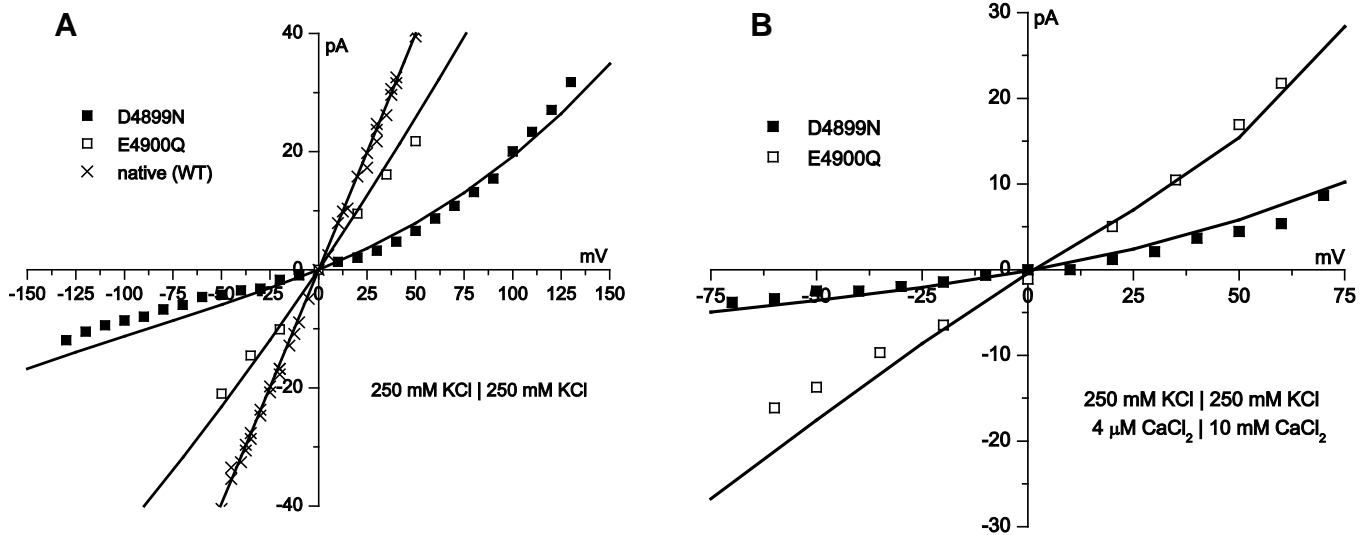 A
pA
40
20
0
-20
-40
-150 -125 -100 -75 -50 -25 0 25 50 75 100 125 150
mV
D4899N
E4900Q
native (WT)
250 mM KCl | 250 mM KCl
B
pA
30
20
10
0
-10
-20
-30
-75 -50 -25 0 25 50 75
mV
D4899N
E4900Q
250 mM KCl | 250 mM KCl
4 μM CaCl₂ | 10 mM CaCl₂